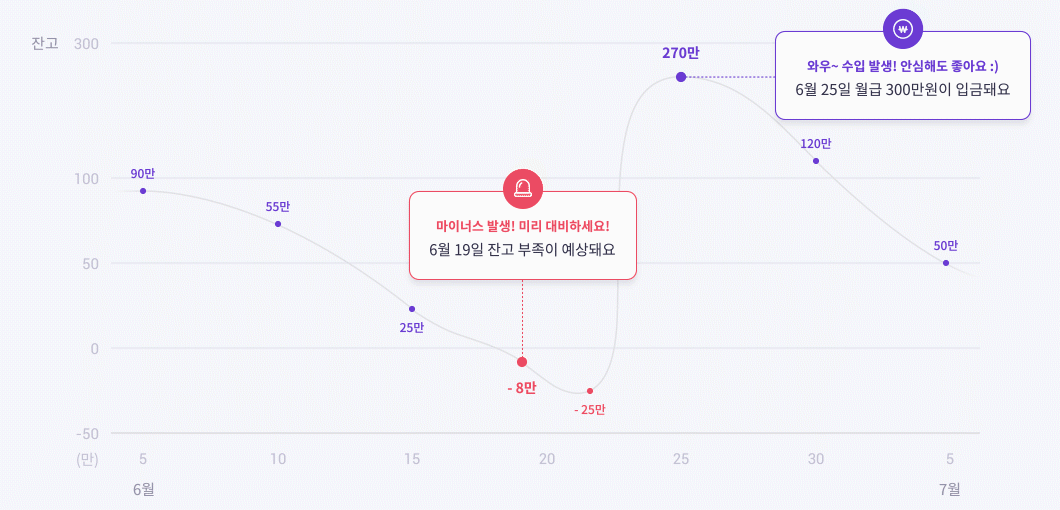 잔고 300
270만
₩
와우~ 수입 발생! 안심해도 좋아요 :)
6월 25일 월급 300만원이 입금돼요
120만
90만
100
55만
마이너스 발생! 미리 대비하세요!
6월 19일 잔고 부족이 예상돼요
50만
50
25만
0
- 8만
- 25만
-50
(만) 5 10 15 20 25 30 5
6월 7월